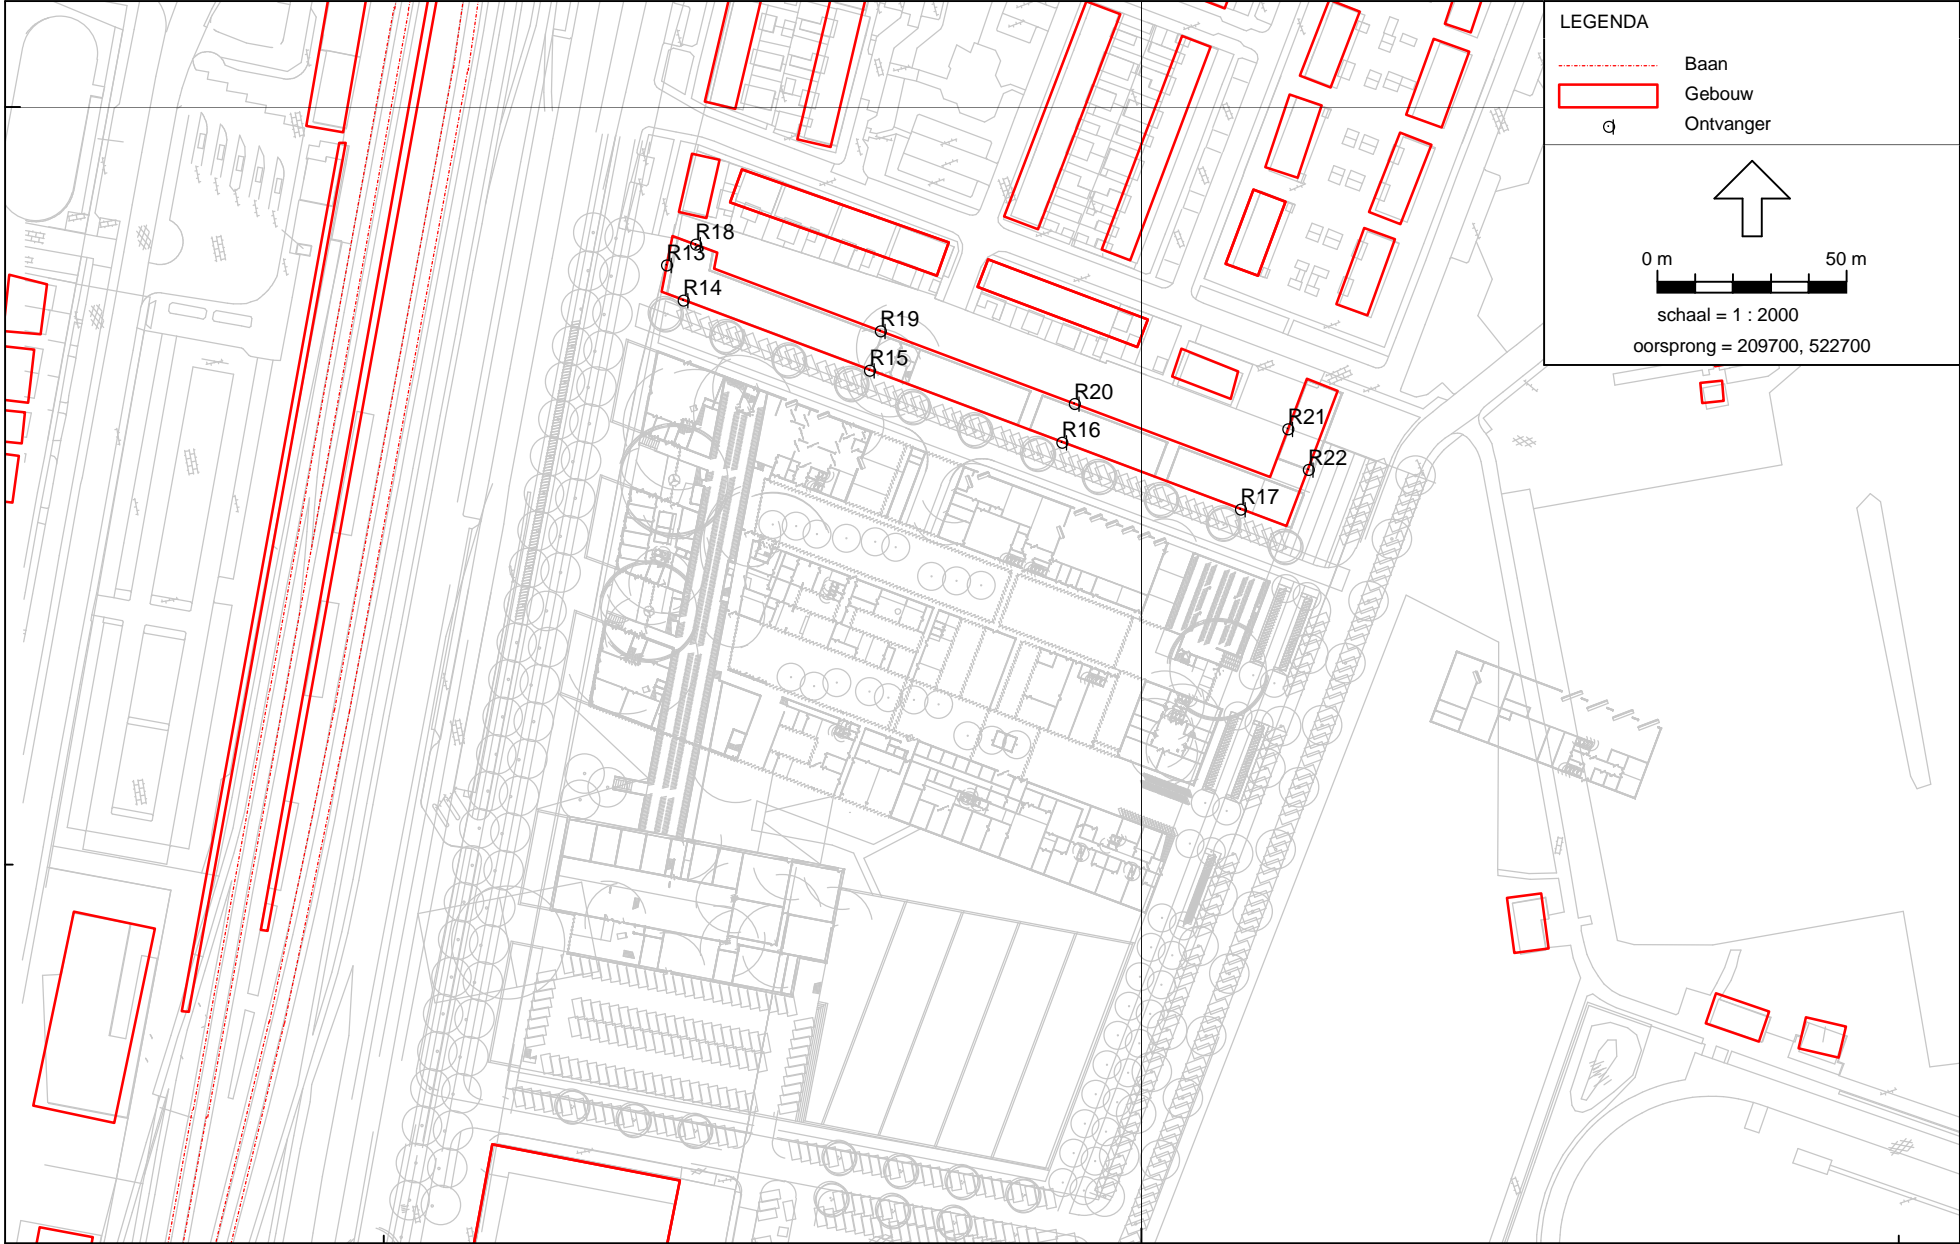 LEGENDA
Baan
Gebouw
Ontvanger
0 m 50 m
schaal = 1 : 2000
oorsprong = 209700, 522700
R18
R13
R14
R19
R15
R20
R16
R21
R22
R17